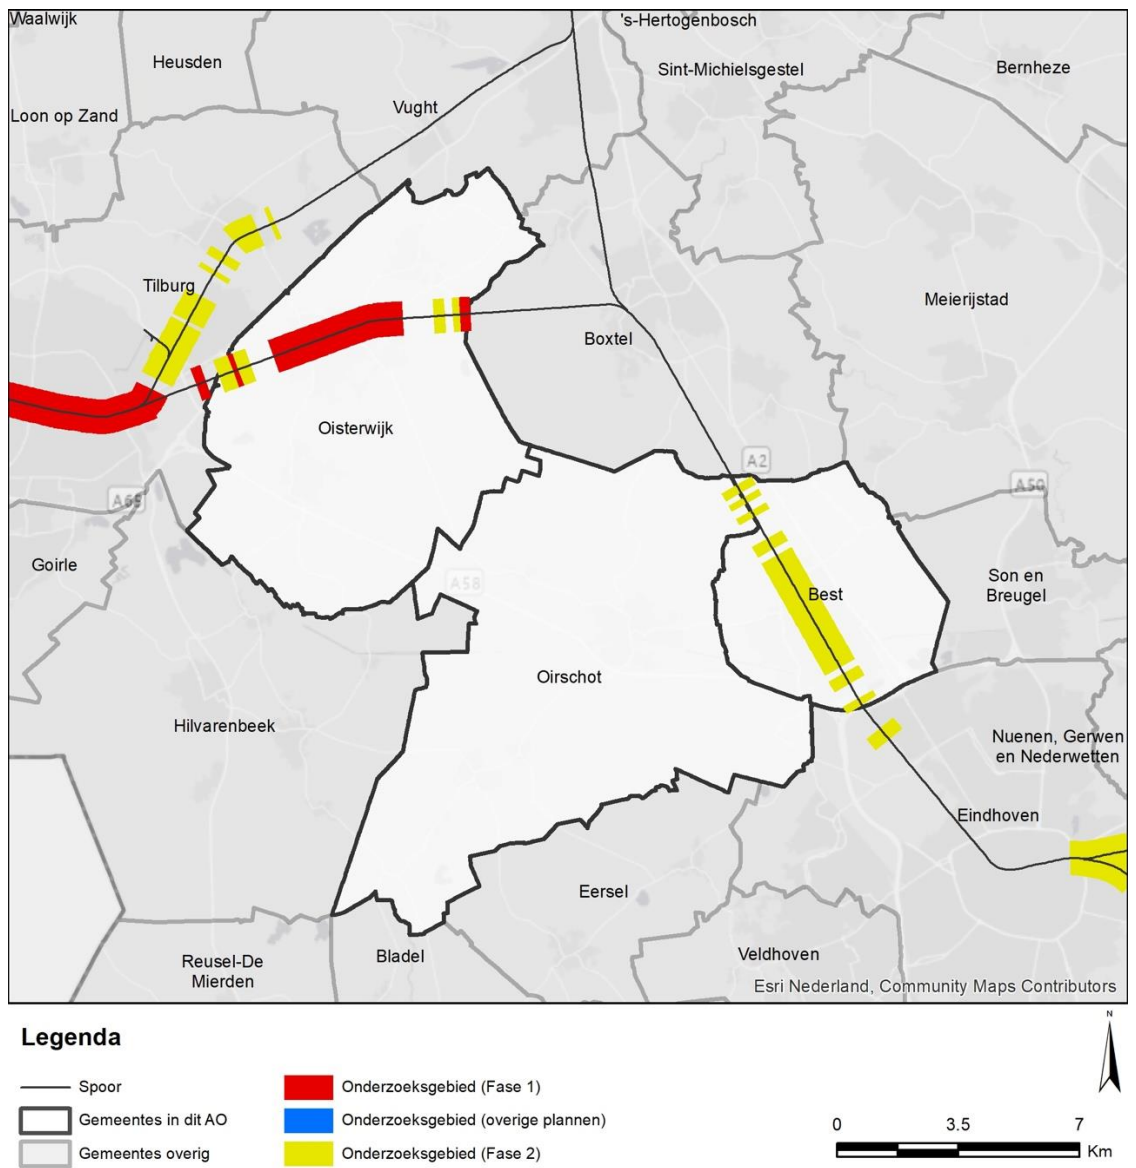 Waalwijk
's-Hertogenbosch
Heusden
Sint-Michielsgestel
Bernheze
Vught
Loon op Zand
Tilburg
Meierijstad
Boxtel
Oisterwijk
A2
A50
A65
Goirle
A58
Best
Son en
Breugel
Oirschot
Hilvarenbeek
Nuenen, Gerwen
en Nederwetten
Eindhoven
Eersel
Veldhoven
Bladel
Reusel-De
Mierden
Esri Nederland, Community Maps Contributors
Legenda
N
Spoor
Gemeentes in dit AO
Gemeentes overig
Onderzoeksgebied (Fase 1)
Onderzoeksgebied (overige plannen)
Onderzoeksgebied (Fase 2)
0 3.5 7
Km